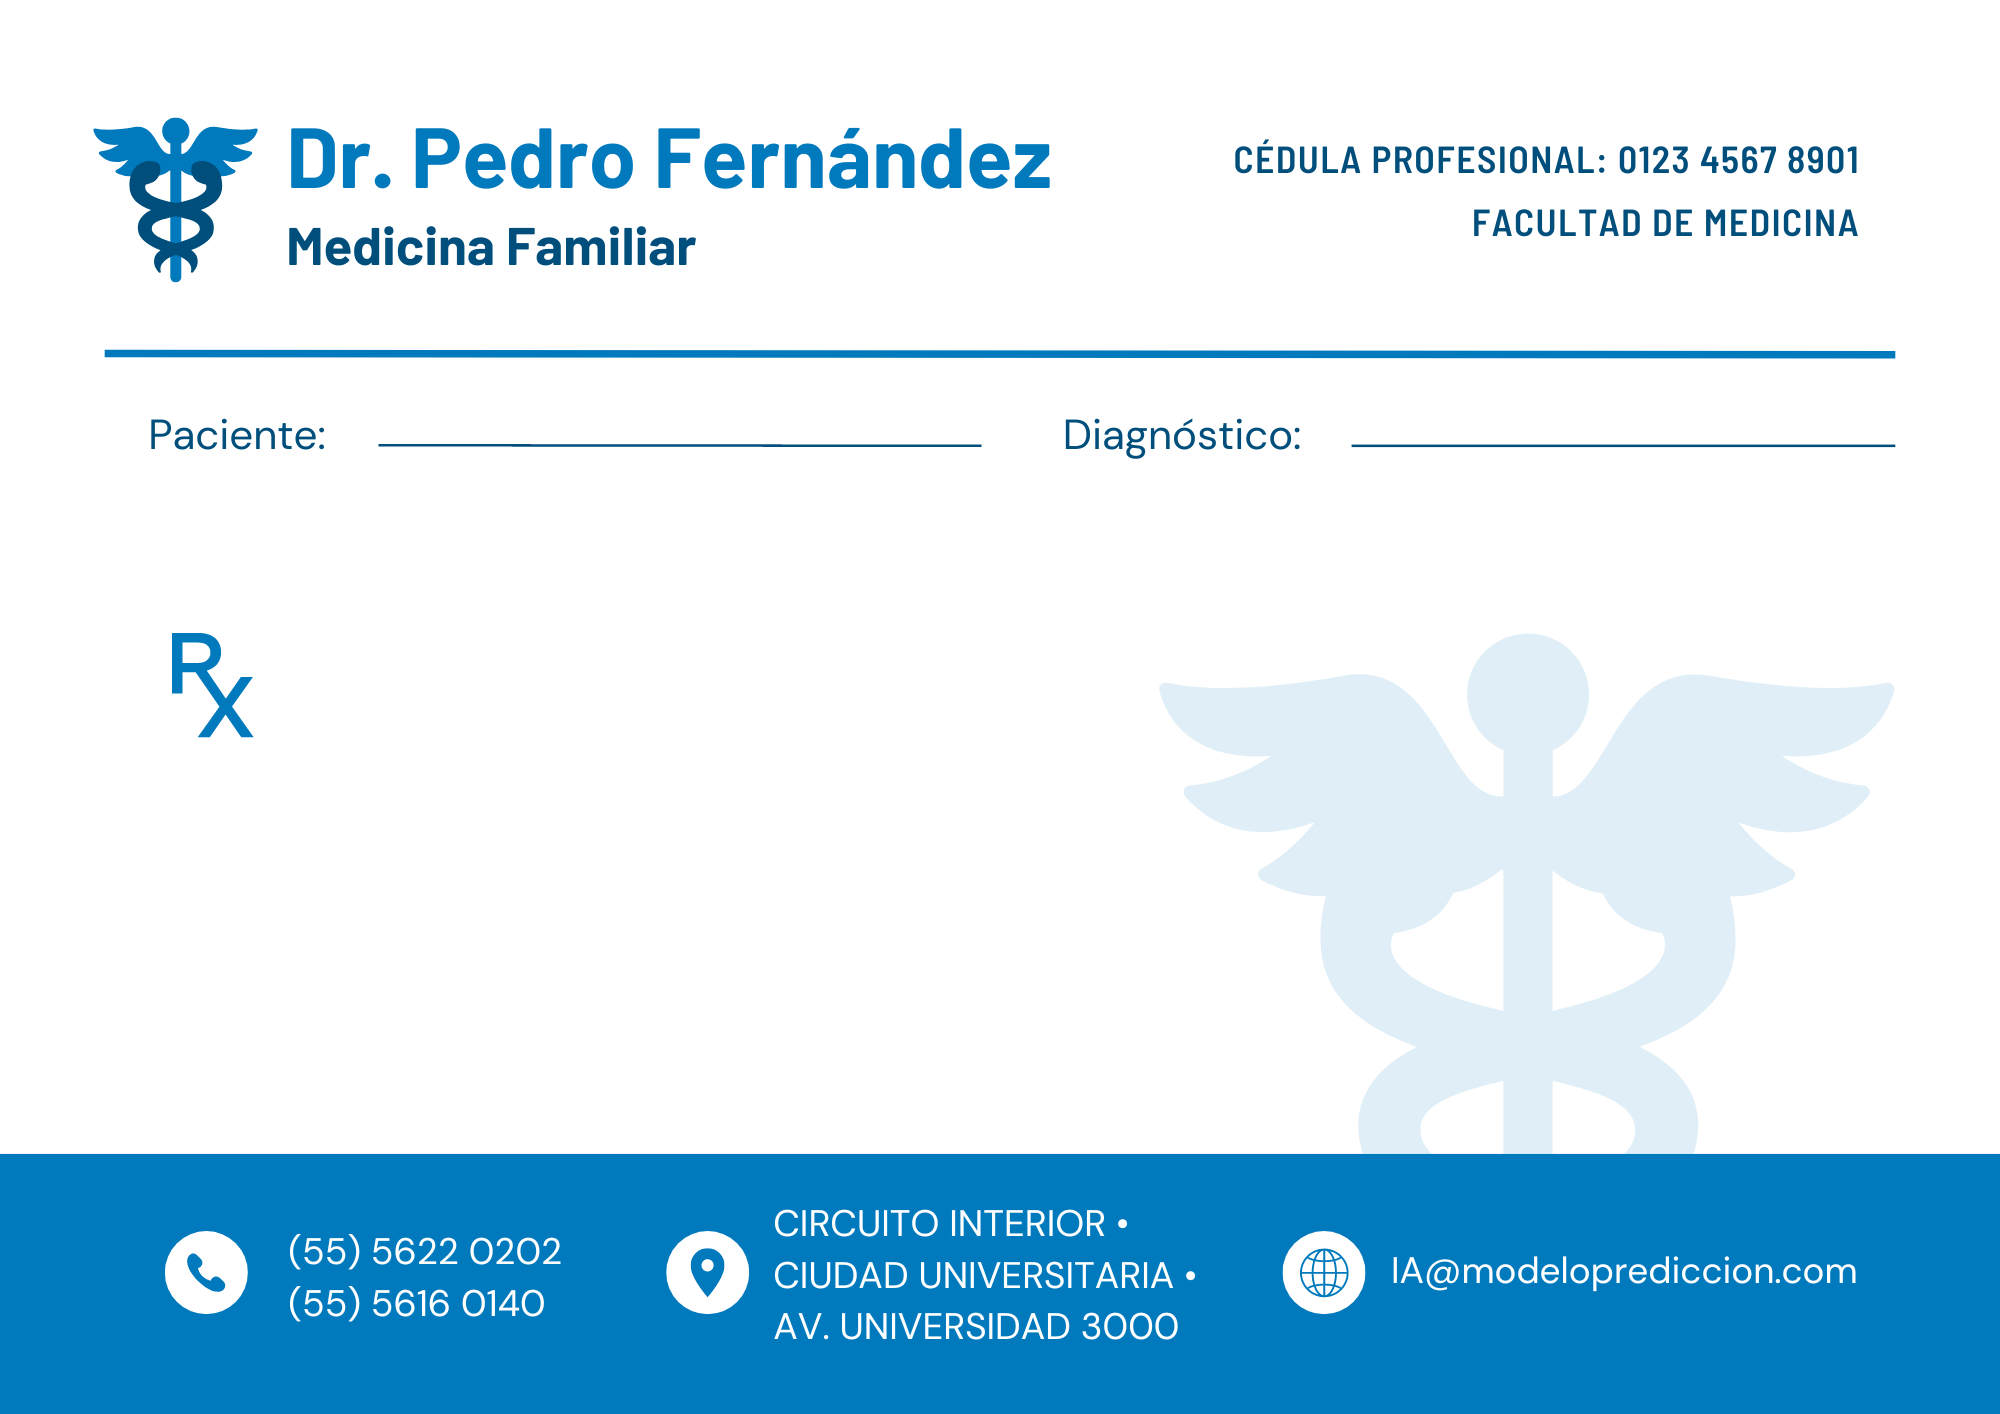 Dr. Pedro Fernández
Medicina Familiar
CÉDULA PROFESIONAL: 0123 4567 8901
FACULTAD DE MEDICINA
Paciente:
Diagnóstico:
Rx
(55) 5622 0202
(55) 5616 0140
CIRCUITO INTERIOR •
CIUDAD UNIVERSITARIA •
AV. UNIVERSIDAD 3000
IA@modeloprediccion.com